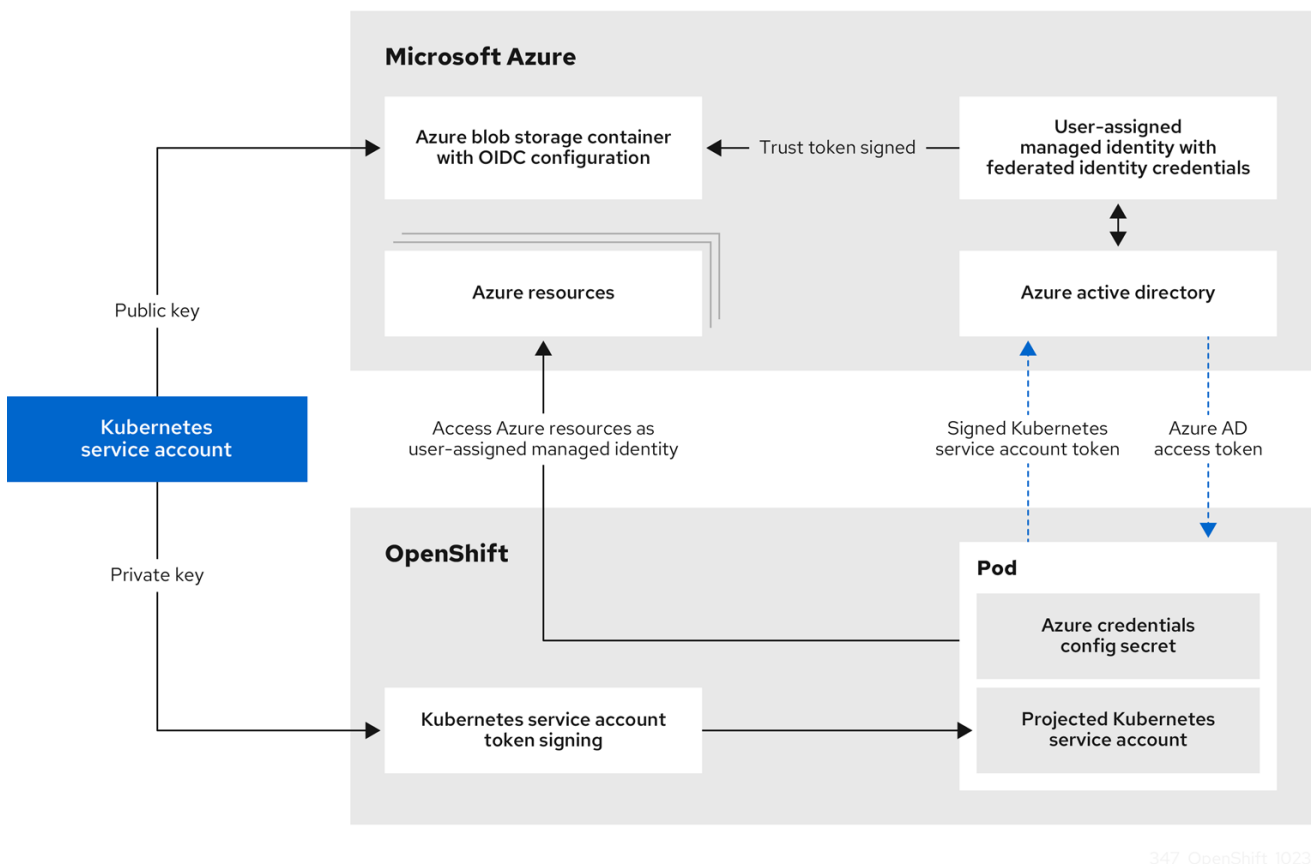 Microsoft Azure
Azure blob storage container
with OIDC configuration
Trust token signed
User-assigned
managed identity with
federated identity credentials
Azure resources
Azure active directory
Public key
Kubernetes
service account
Access Azure resources as
user-assigned managed identity
Signed Kubernetes
service account token
Azure AD
access token
OpenShift
Private key
Pod
Azure credentials
config secret
Kubernetes service account
token signing
Projected Kubernetes
service account
347_OpenShift_1023